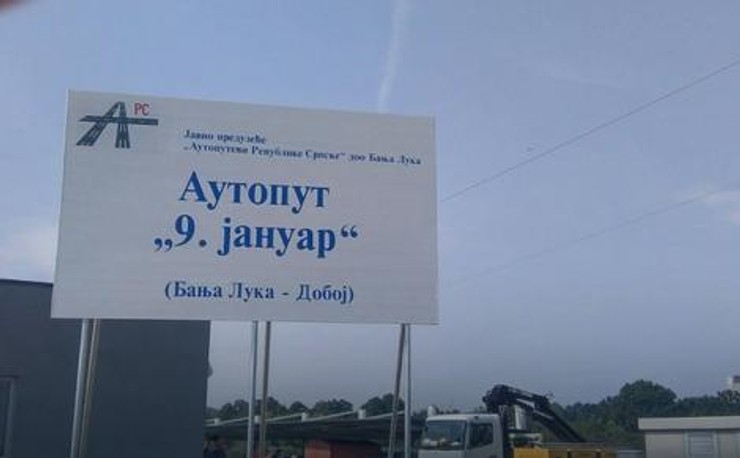 РС
Јавно предузеће
„Аутопутеви Републике Српске“ доо Бања Лука
Аутопут
„9. јануар“
(Бања Лука - Добој)